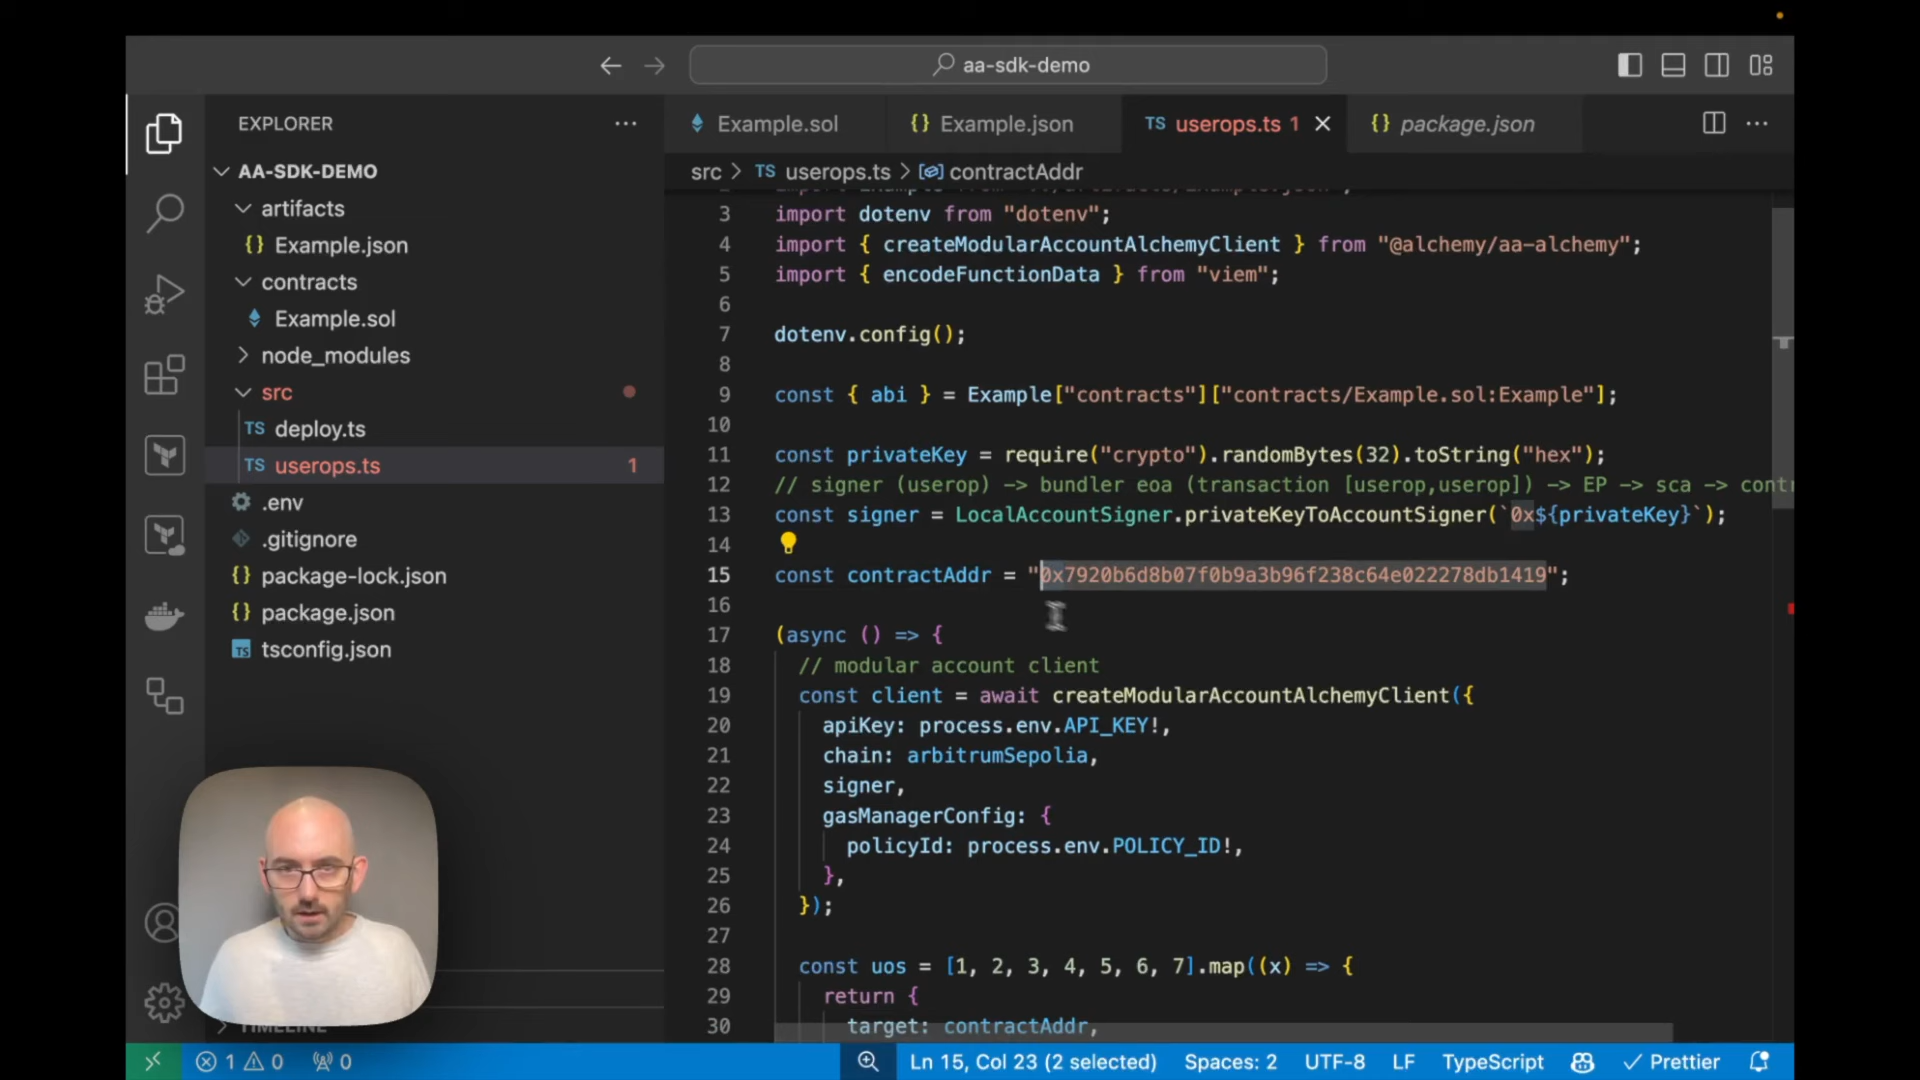 aa-sdk-demo
EXPLORER
AA-SDK-DEMO
artifacts
{} Example.json
contracts
Example.sol
node_modules
src
TS deploy.ts
TS userops.ts 1
.env
.gitignore
{} package-lock.json
{} package.json
TS tsconfig.json
TIMELINE
Example.sol {} Example.json TS userops.ts 1 {} package.json
src > TS userops.ts > contractAddr
3 import dotenv from "dotenv";
4 import { createModularAccountAlchemyClient } from "@alchemy/aa-alchemy";
5 import { encodeFunctionData } from "viem";
6
7 dotenv.config();
8
9 const { abi } = Example["contracts"]["contracts/Example.sol:Example"];
10
11 const privateKey = require("crypto").randomBytes(32).toString("hex");
12 // signer (userop) -> bundler eoa (transaction [userop,userop]) -> EP -> sca -> cont
13 const signer = LocalAccountSigner.privateKeyToAccountSigner(`0x${privateKey}`);
14
15 const contractAddr = "0x7920b6d8b07f0b9a3b96f238c64e022278db1419";
16
17 (async () => {
18 // modular account client
19 const client = await createModularAccountAlchemyClient({
20 apiKey: process.env.API_KEY!,
21 chain: arbitrumSepolia,
22 signer,
23 gasManagerConfig: {
24 policyId: process.env.POLICY_ID!,
25 },
26 });
27
28 const uos = [1, 2, 3, 4, 5, 6, 7].map((x) => {
29 return {
30 target: contractAddr,
1 0 0 Ln 15, Col 23 (2 selected) Spaces: 2 UTF-8 LF TypeScript Prettier